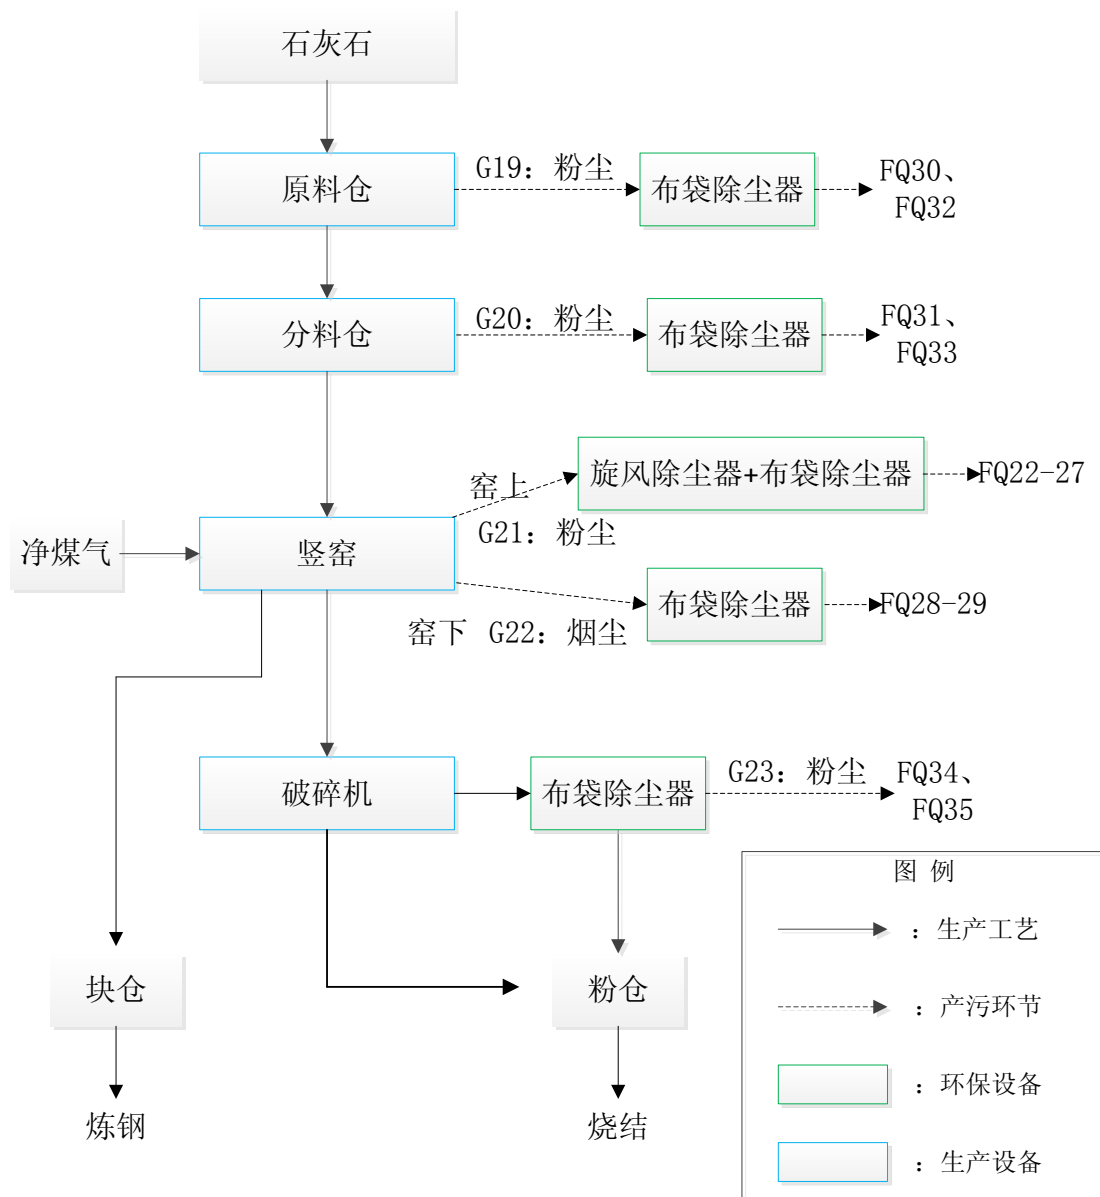 石灰石
原料仓
G19: 粉尘
布袋除尘器
FQ30、
FQ32
分料仓
G20: 粉尘
布袋除尘器
FQ31、
FQ33
窑上
旋风除尘器+布袋除尘器
FQ22-27
G21: 粉尘
净煤气
竖窑
布袋除尘器
FQ28-29
窑下 G22: 烟尘
破碎机
布袋除尘器
G23: 粉尘
FQ34、
FQ35
图 例
: 生产工艺
: 产污环节
: 环保设备
: 生产设备
块仓
粉仓
炼钢
烧结